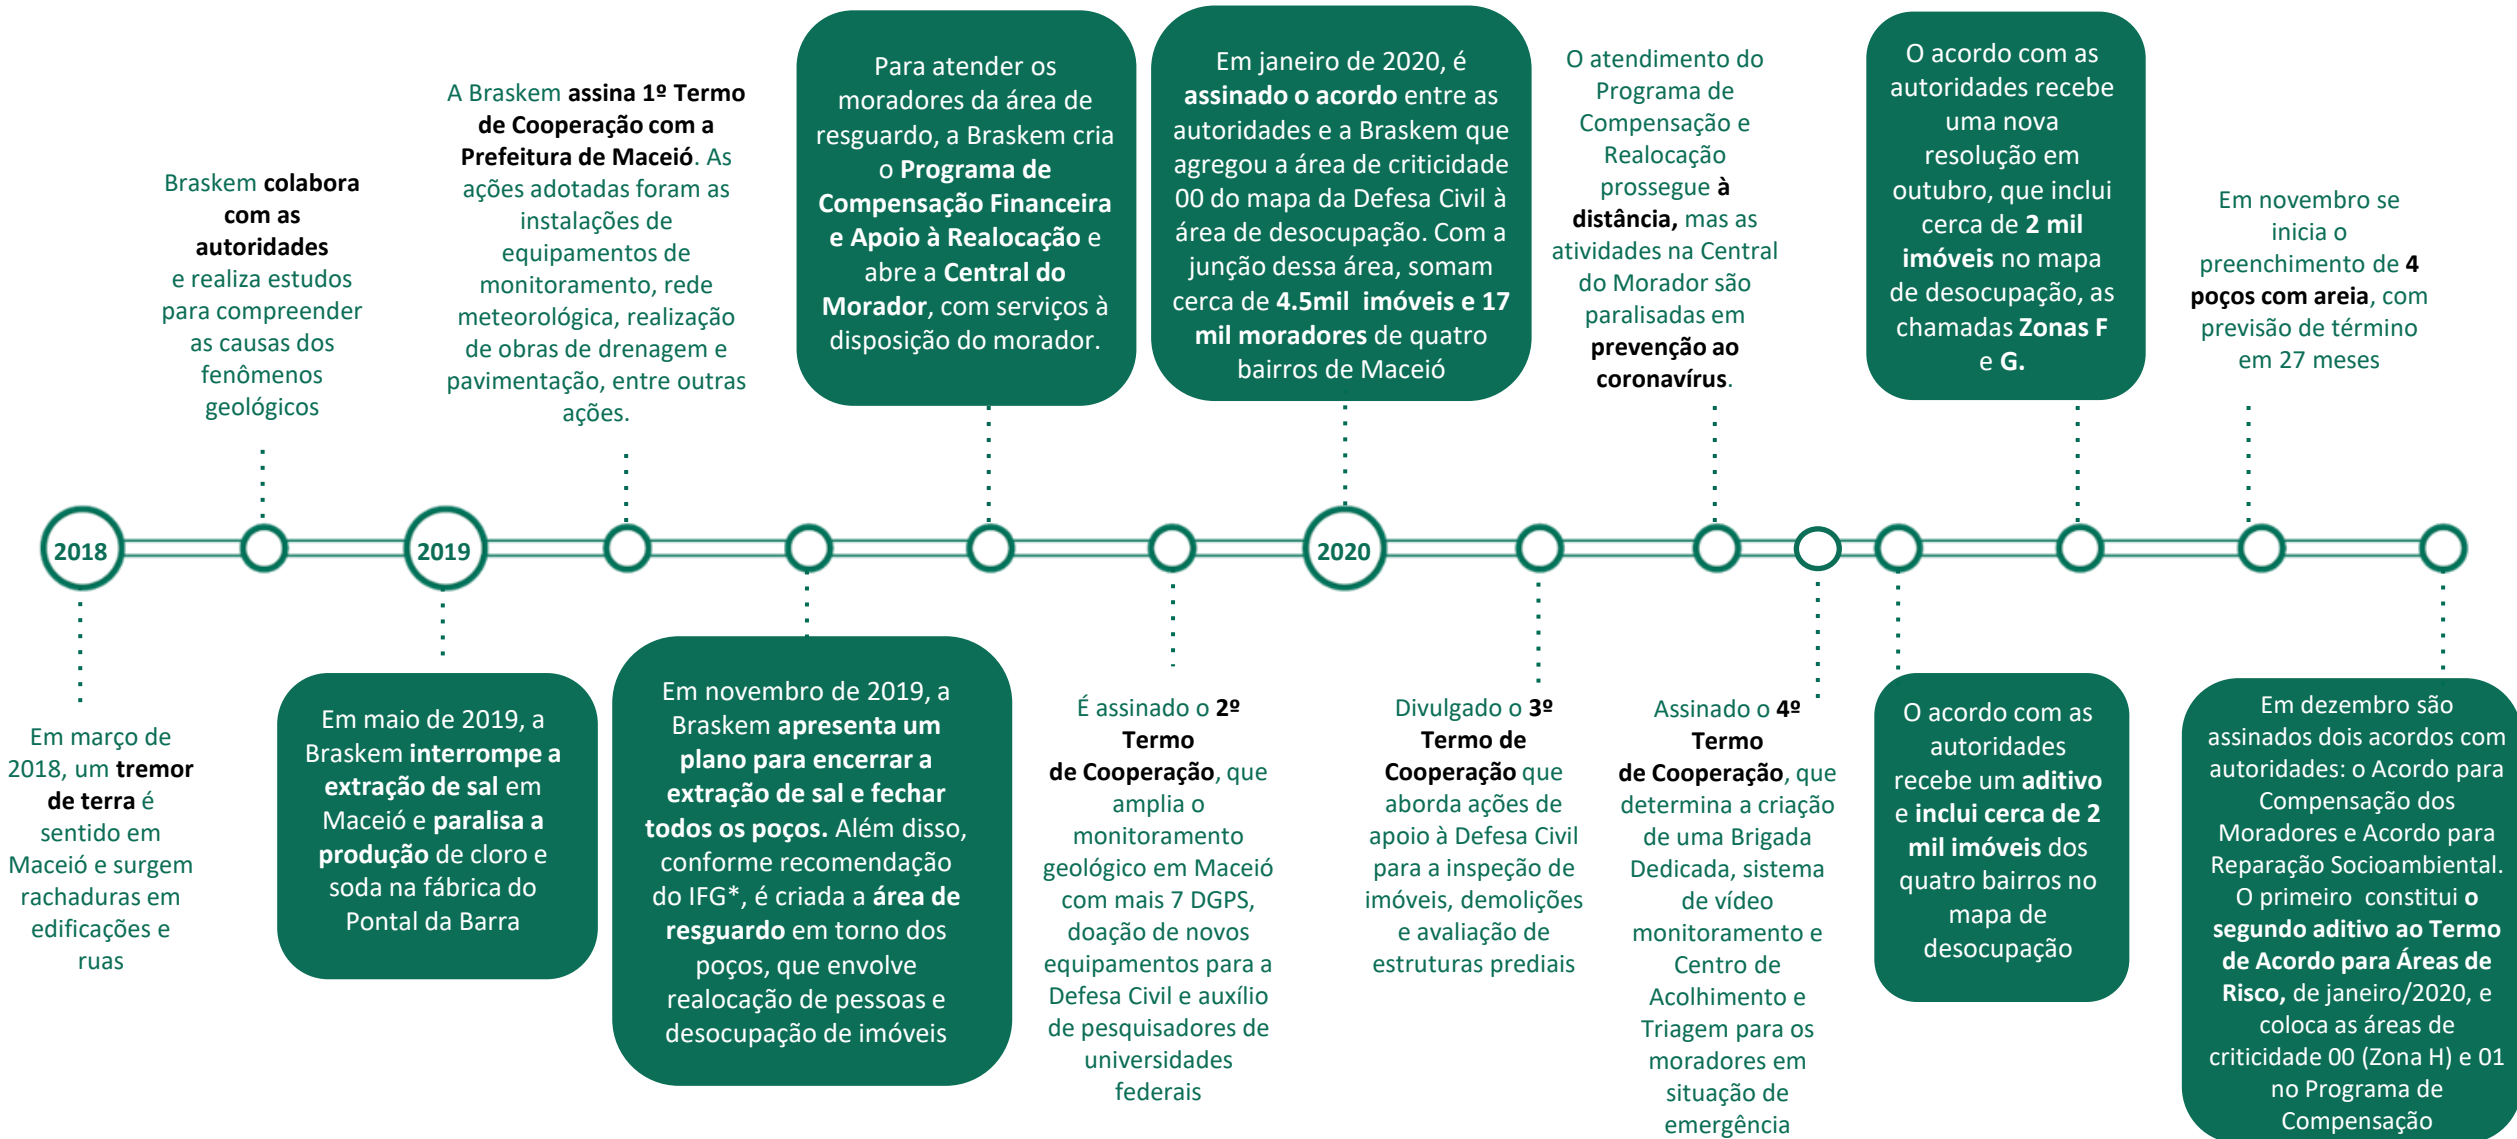 Braskem colabora
com as
autoridades
e realiza estudos
para compreender
as causas dos
fenômenos
geológicos
A Braskem assina 1º Termo
de Cooperação com a
Prefeitura de Maceió. As
ações adotadas foram as
instalações de
equipamentos de
monitoramento, rede
meteorológica, realização
de obras de drenagem e
pavimentação, entre outras
ações.
Para atender os
moradores da área de
resguardo, a Braskem cria
o Programa de
Compensação Financeira
e Apoio à Realocação e
abre a Central do
Morador, com serviços à
disposição do morador.
Em janeiro de 2020, é
assinado o acordo entre as
autoridades e a Braskem que
agregou a área de criticidade
00 do mapa da Defesa Civil à
área de desocupação. Com a
junção dessa área, somam
cerca de 4.5mil imóveis e 17
mil moradores de quatro
bairros de Maceió
O atendimento do
Programa de
Compensação e
Realocação
prossegue à
distância, mas as
atividades na Central
do Morador são
paralisadas em
prevenção ao
coronavírus.
O acordo com as
autoridades recebe
uma nova
resolução em
outubro, que inclui
cerca de 2 mil
imóveis no mapa
de desocupação, as
chamadas Zonas F
e G.
Em novembro se
inicia o
preenchimento de 4
poços com areia, com
previsão de término
em 27 meses
2018
2019
2020
Em março de
2018, um tremor
de terra é
sentido em
Maceió e surgem
rachaduras em
edificações e
ruas
Em maio de 2019, a
Braskem interrompe a
extração de sal em
Maceió e paralisa a
produção de cloro e
soda na fábrica do
Pontal da Barra
Em novembro de 2019, a
Braskem apresenta um
plano para encerrar a
extração de sal e fechar
todos os poços. Além disso,
conforme recomendação
do IFG*, é criada a área de
resguardo em torno dos
poços, que envolve
realocação de pessoas e
desocupação de imóveis
É assinado o 2º
Termo
de Cooperação, que
amplia o
monitoramento
geológico em Maceió
com mais 7 DGPS,
doação de novos
equipamentos para a
Defesa Civil e auxílio
de pesquisadores de
universidades
federais
Divulgado o 3º
Termo de
Cooperação que
aborda ações de
apoio à Defesa Civil
para a inspeção de
imóveis, demolições
e avaliação de
estruturas prediais
Assinado o 4º
Termo
de Cooperação, que
determina a criação
de uma Brigada
Dedicada, sistema
de vídeo
monitoramento e
Centro de
Acolhimento e
Triagem para os
moradores em
situação de
emergência
O acordo com as
autoridades
recebe um aditivo
e inclui cerca de 2
mil imóveis dos
quatro bairros no
mapa de
desocupação
Em dezembro são
assinados dois acordos com
autoridades: o Acordo para
Compensação dos
Moradores e Acordo para
Reparação Socioambiental.
O primeiro constitui o
segundo aditivo ao Termo
de Acordo para Áreas de
Risco, de janeiro/2020, e
coloca as áreas de
criticidade 00 (Zona H) e 01
no Programa de
Compensação